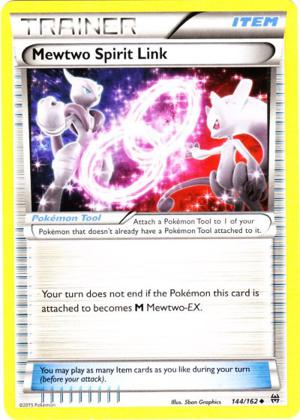 TRAINER ITEM
Mewtwo Spirit Link
Pokémon Tool
Attach a Pokémon Tool to 1 of your
Pokémon that doesn't already have a Pokémon Tool attached to it.
Your turn does not end if the Pokémon this card is
attached to becomes M Mewtwo-EX.
You may play as many Item cards as you like during your turn
(before your attack).
©2015 Pokémon
Illus. 5ban Graphics
144/162